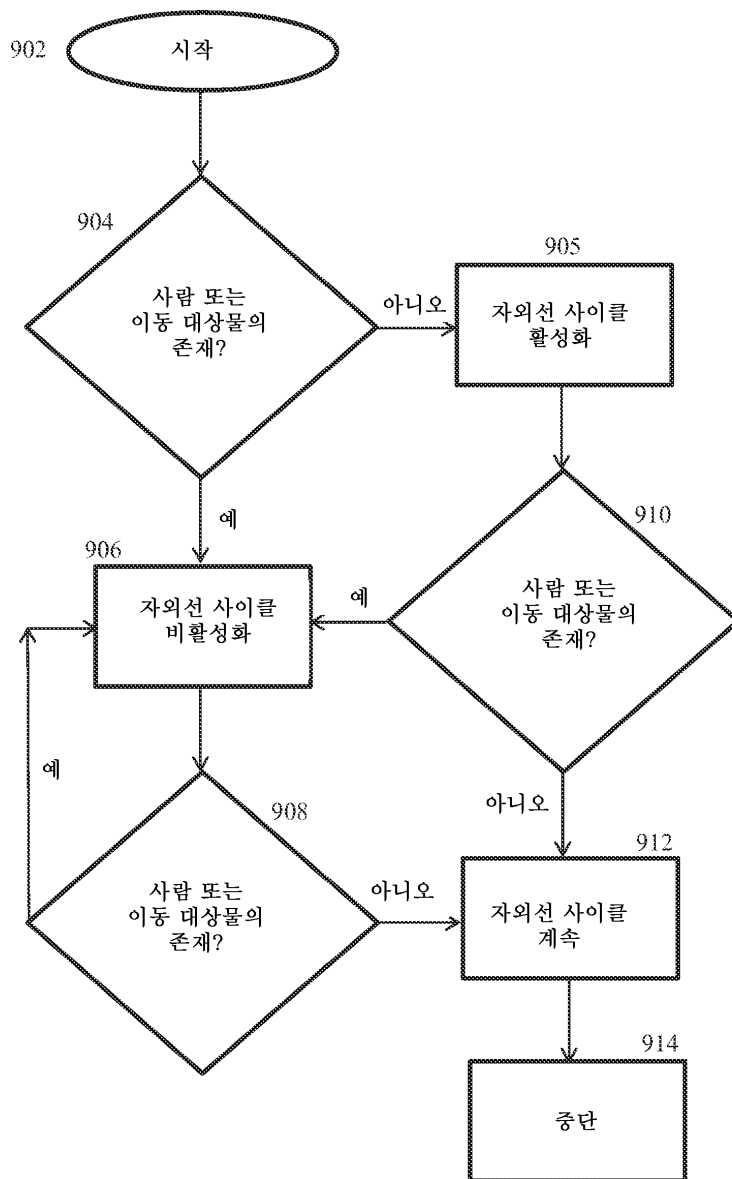 902
시작
904
사람 또는
이동 대상물의
존재?
아니오
905
자외선 사이클
활성화
예
906
자외선 사이클
비활성화
예
910
사람 또는
이동 대상물의
존재?
예
908
사람 또는
이동 대상물의
존재?
아니오
아니오
912
자외선 사이클
계속
914
중단